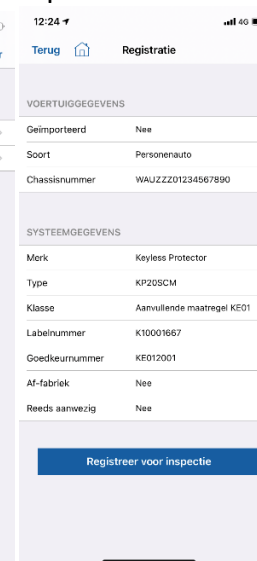 12:24
4G
Terug
Registratie
VOERTUIGGEGEVENS
Geïmporteerd Nee
Soort Personenauto
Chassisnummer WAUZZZ01234567890
SYSTEEMGEGEVENS
Merk Keyless Protector
Type KP20SCM
Klasse Aanvullende maatregel KE01
Labelnummer K10001667
Goedkeurnummer KE012001
Af-fabriek Nee
Reeds aanwezig Nee
Registreer voor inspectie